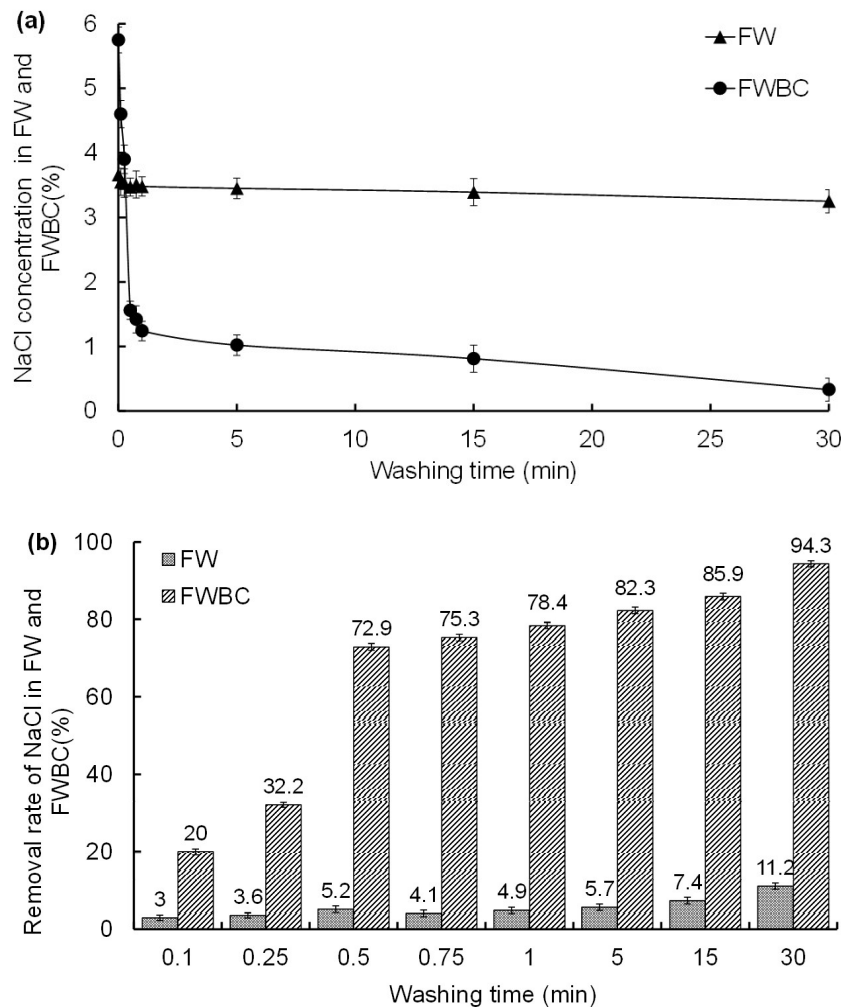 (a)
NaCl concentration in FW and
FWBC(%)
6
5
4
3
2
1
0
FW
FWBC
0 5 10 15 20 25 30
Washing time (min)
(b)
Removal rate of NaCl in FW and
FWBC(%)
100
80
60
40
20
0
FW
FWBC
3 20 3.6 32.2 5.2 72.9 4.1 75.3 4.9 78.4 5.7 82.3 7.4 85.9 11.2 94.3
0.1 0.25 0.5 0.75 1 5 15 30
Washing time (min)